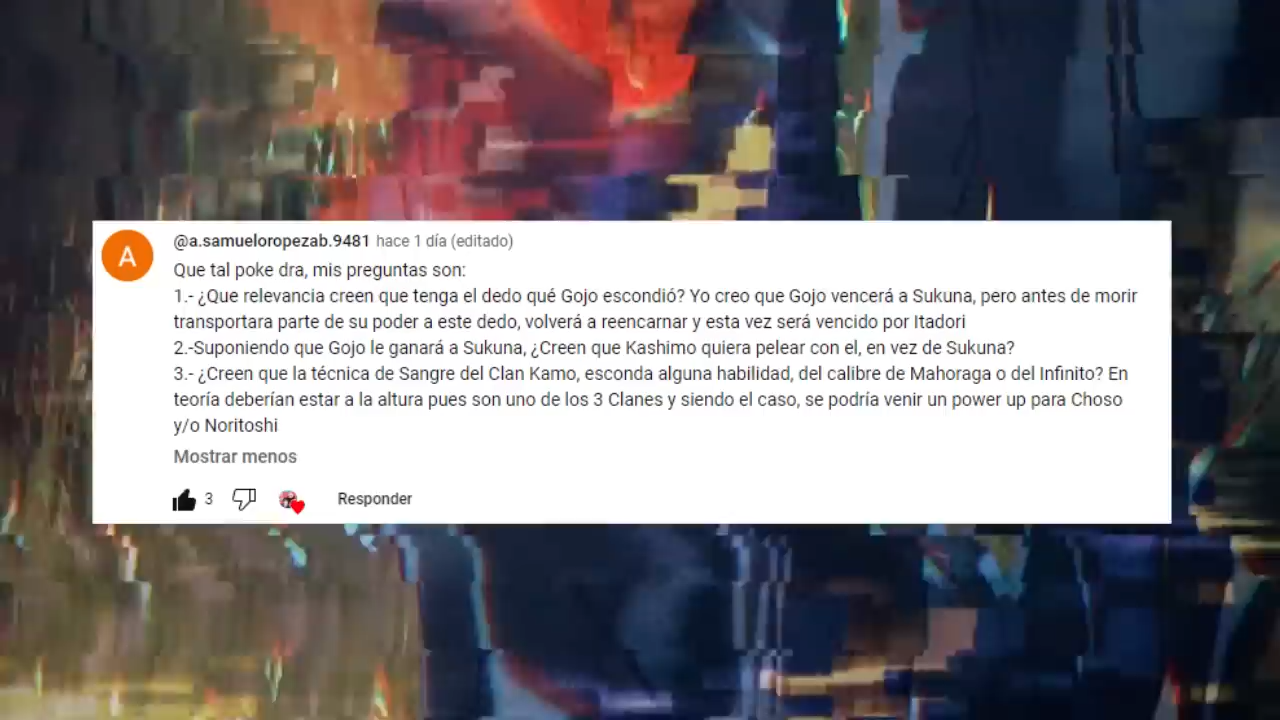 A
@a.samueloropezab.9481 hace 1 día (editado)
Que tal poke dra, mis preguntas son:
1.- ¿Que relevancia creen que tenga el dedo qué Gojo escondió? Yo creo que Gojo vencerá a Sukuna, pero antes de morir
transportara parte de su poder a este dedo, volverá a reencarnar y esta vez será vencido por Itadori
2.-Suponiendo que Gojo le ganará a Sukuna, ¿Creen que Kashimo quiera pelear con el, en vez de Sukuna?
3.- ¿Creen que la técnica de Sangre del Clan Kamo, esconda alguna habilidad, del calibre de Mahoraga o del Infinito? En
teoría deberían estar a la altura pues son uno de los 3 Clanes y siendo el caso, se podría venir un power up para Choso
y/o Noritoshi
Mostrar menos
3 Responder